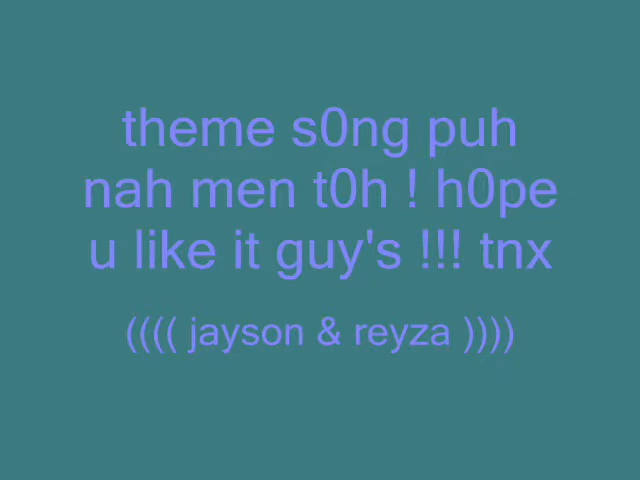 theme s0ng puh
nah men t0h ! h0pe
u like it guy's !!! tnx
(((( jayson & reyza ))))